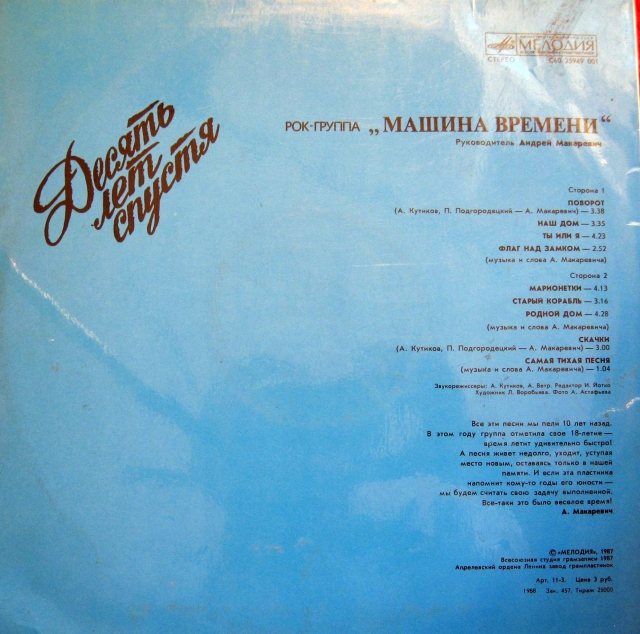 МЕЛОДИЯ
СТЕРЕО С60 25949 001
Десять
лет
спустя
РОК-ГРУППА „МАШИНА ВРЕМЕНИ“
Руководитель Андрей Макаревич
Сторона 1
ПОВОРОТ
(А. Кутиков, П. Подгородецкий — А. Макаревич) — 3.38
НАШ ДОМ — 3.35
ТЫ ИЛИ Я — 4.23
ФЛАГ НАД ЗАМКОМ — 2.52
(музыка и слова А. Макаревича)
Сторона 2
МАРИОНЕТКИ — 4.13
СТАРЫЙ КОРАБЛЬ — 3.16
РОДНОЙ ДОМ — 4.28
(музыка и слова А. Макаревича)
СКАЧКИ
(А. Кутиков, П. Подгородецкий — А. Макаревич) — 3.00
САМАЯ ТИХАЯ ПЕСНЯ
(музыка и слова А. Макаревича) — 1.04
Звукорежиссеры: А. Кутиков, А. Ветр. Редактор И. Йотко
Художник Л. Воробьева. Фото А. Астафьева
Все эти песни мы пели 10 лет назад.
В этом году группа отметила свое 18-летие —
время летит удивительно быстро!
А песня живет недолго, уходит, уступая
место новым, оставаясь только в нашей
памяти. И если эта пластинка
напомнит кому-то годы его юности —
мы будем считать свою задачу выполненной.
Все-таки это было веселое время!
А. Макаревич
© «МЕЛОДИЯ», 1987
Всесоюзная студия грамзаписи 1987
Апрелевский ордена Ленина завод грампластинок
Арт. 11-3. Цена 3 руб.
1988 Зак. 457. Тираж 25000